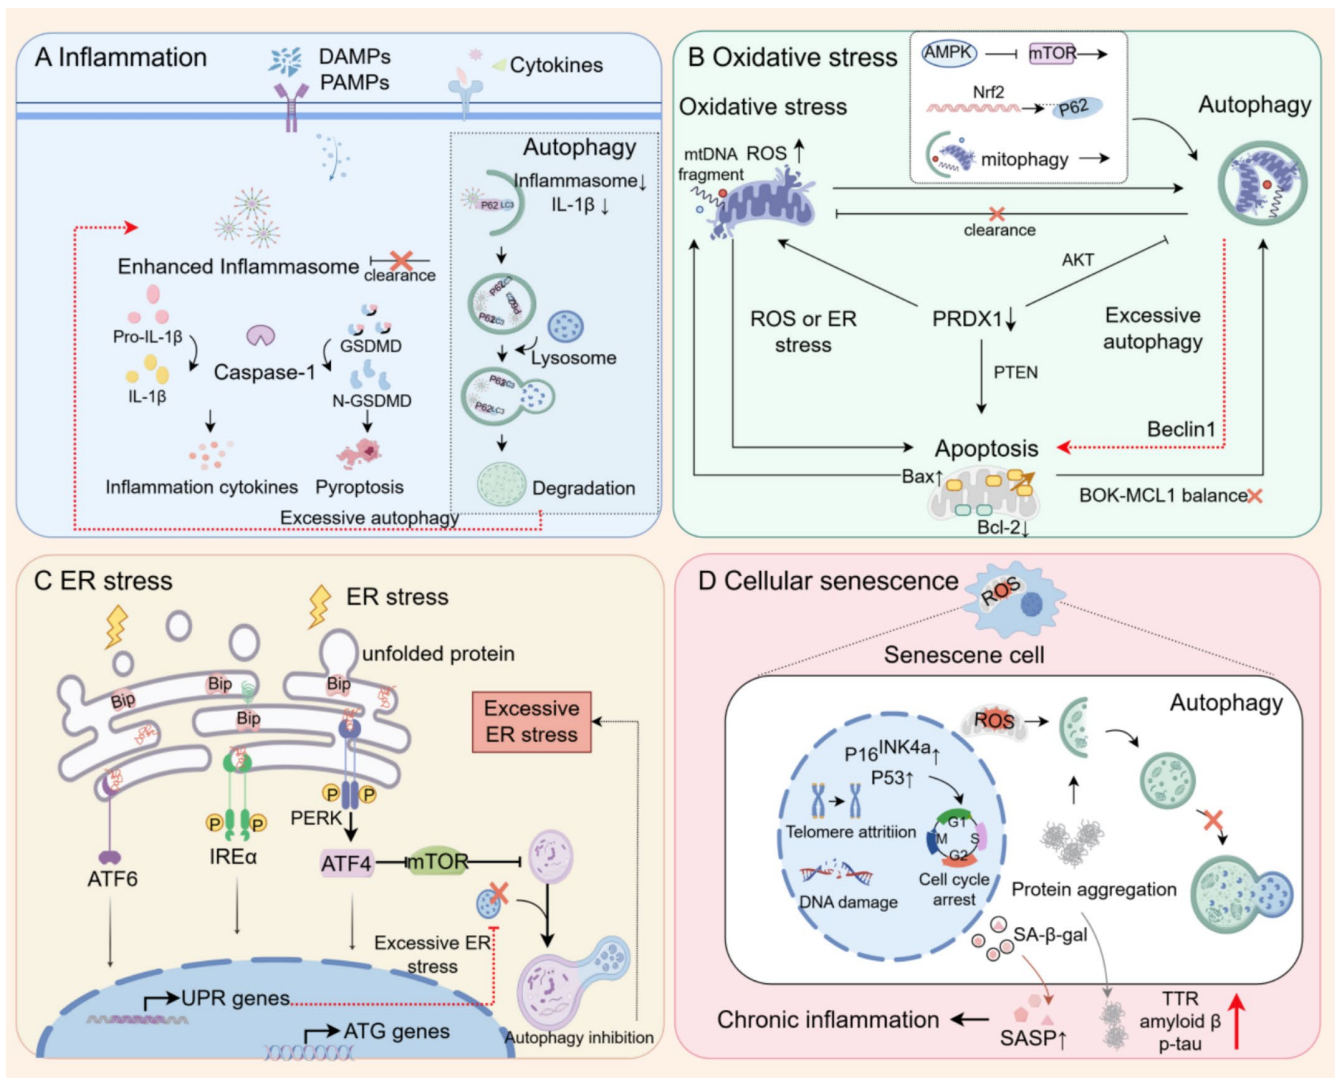 A Inflammation
DAMPs
PAMPs
Cytokines
Autophagy
Inflammasome↓
IL-1β ↓
P62 LC3
Enhanced Inflammasome
clearance
Pro-IL-1β
IL-1β
Caspase-1
GSDMD
N-GSDMD
Inflammation cytokines
Pyroptosis
P62LC3
P62
P62LC3
Lysosome
P62LC3
P62LC3
Degradation
Excessive autophagy
B Oxidative stress
AMPK
mTOR
Nrf2
P62
mitophagy
Oxidative stress
Autophagy
mtDNA
fragment
ROS
clearance
AKT
ROS or ER
stress
PRDX1↓
Excessive
autophagy
PTEN
Beclin1
Apoptosis
Bax↑
BOK-MCL1 balance
Bcl-2↓
C ER stress
ER stress
unfolded protein
Bip
Bip
Bip
Bip
Excessive
ER stress
P
P
P
P
PERK
IREα
ATF6
ATF4
mTOR
Excessive ER
stress
UPR genes
ATG genes
Autophagy inhibition
D Cellular senescence
ROS
Senescene cell
Autophagy
ROS
P16INK4a↑
P53↑
Telomere attritiion
G1
M
S
G2
Cell cycle
arrest
DNA damage
Protein aggregation
SA-β-gal
Chronic inflammation
SASP↑
TTR
amyloid β
p-tau